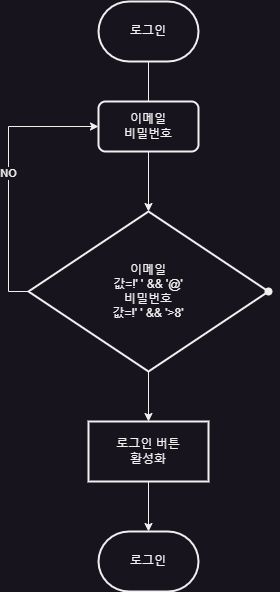 로그인
이메일
비밀번호
NO
이메일
값=!' ' && '@'
비밀번호
값=!' ' && '>8'
로그인 버튼
활성화
로그인